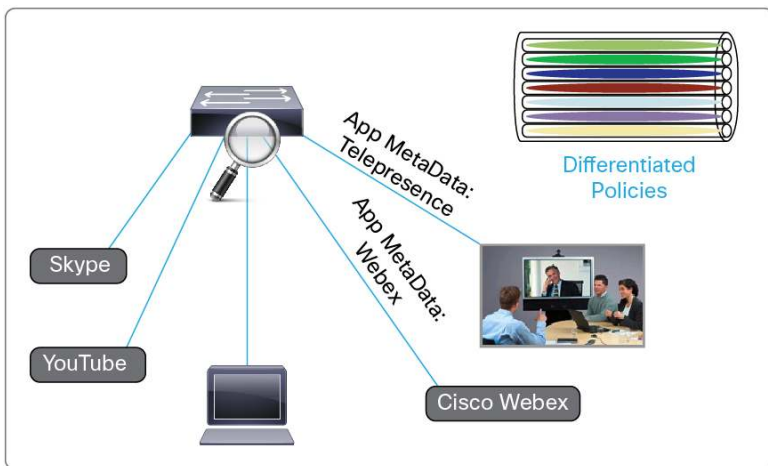 App MetaData:
Telepresence
Differentiated
Policies
App MetaData:
Webex
Skype
YouTube
Cisco Webex